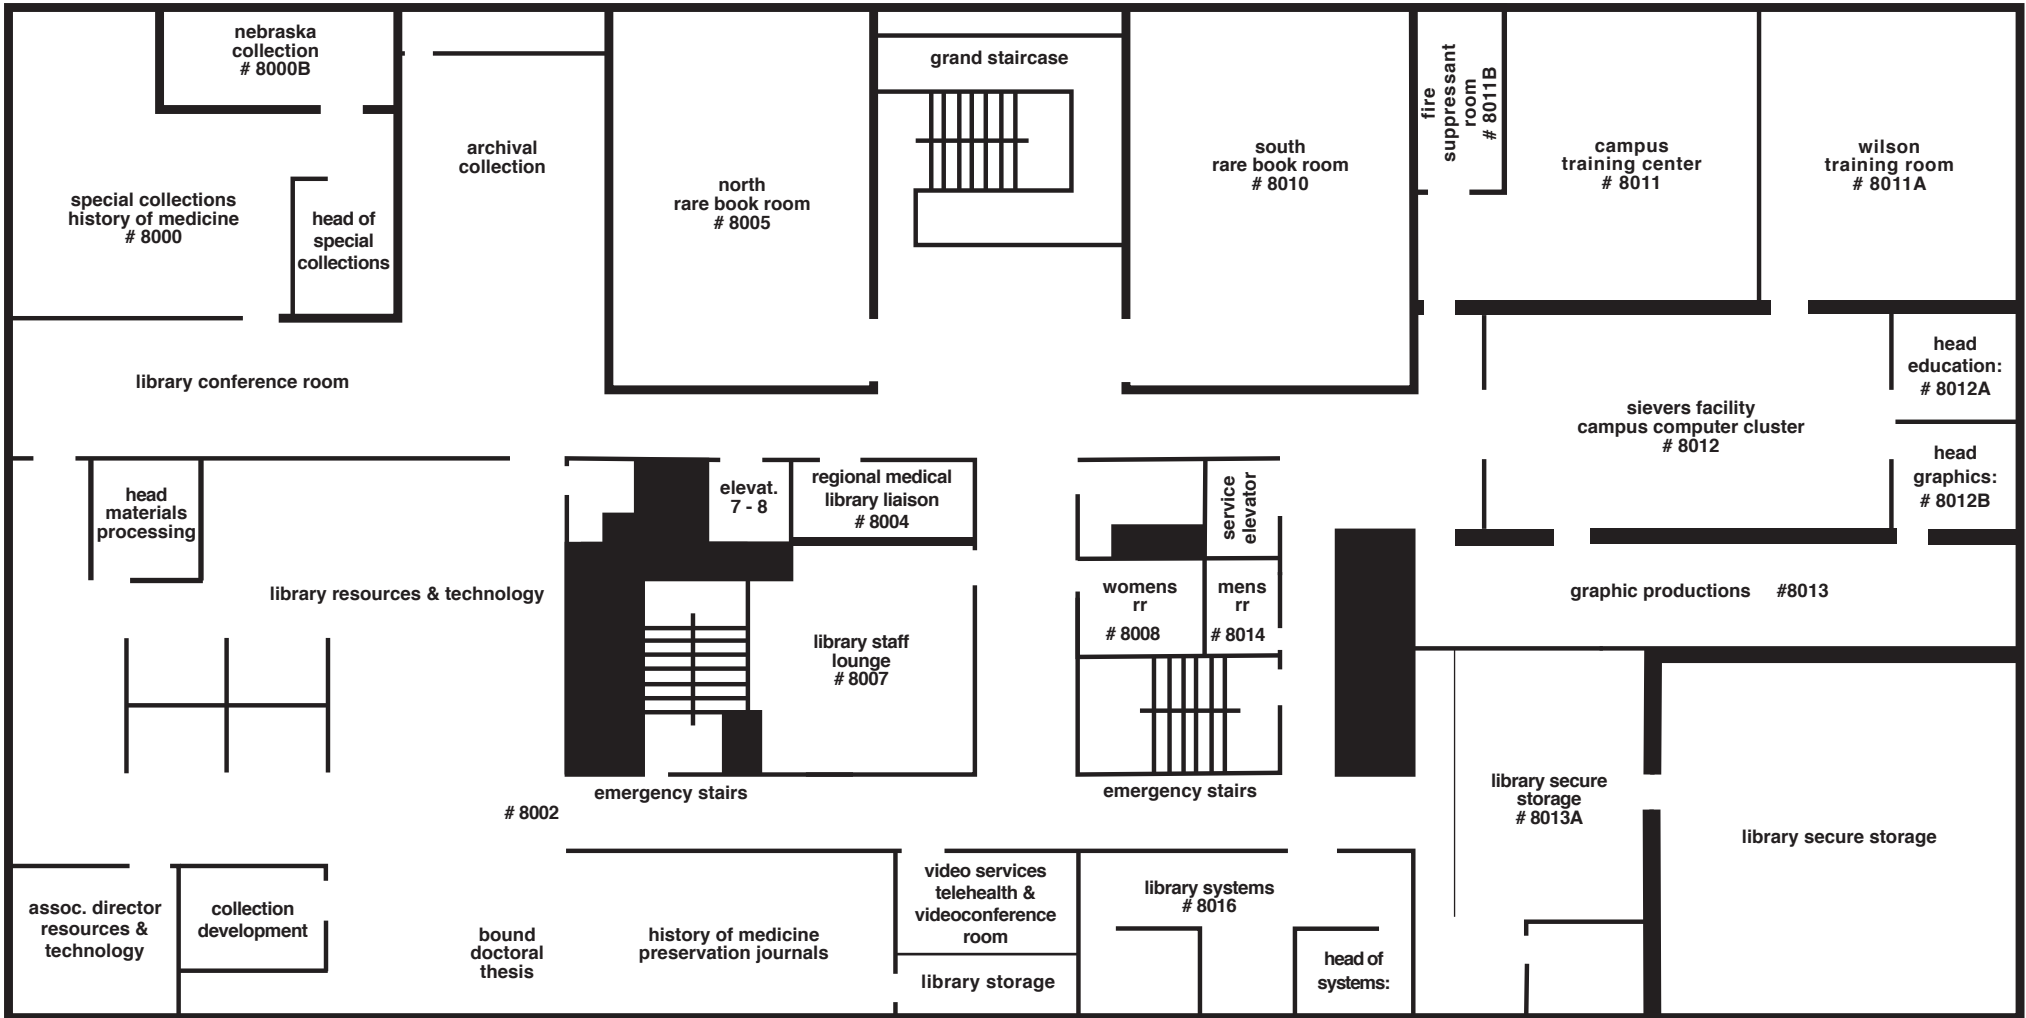 nebraska
collection
# 8000B
grand staircase
fire
suppressant
room
# 8011B
archival
collection
south
rare book room
# 8010
campus
training center
# 8011
wilson
training room
# 8011A
north
rare book room
# 8005
special collections
history of medicine
# 8000
head of
special
collections
library conference room
head
education:
# 8012A
sievers facility
campus computer cluster
# 8012
head
graphics:
# 8012B
head
materials
processing
elevat.
7 - 8
regional medical
library liaison
# 8004
service
elevator
library resources & technology
womens
rr
# 8008
mens
rr
# 8014
graphic productions #8013
library staff
lounge
# 8007
emergency stairs
emergency stairs
# 8002
library secure
storage
# 8013A
library secure storage
assoc. director
resources &
technology
collection
development
bound
doctoral
thesis
history of medicine
preservation journals
video services
telehealth &
videoconference
room
library storage
library systems
# 8016
head of
systems: